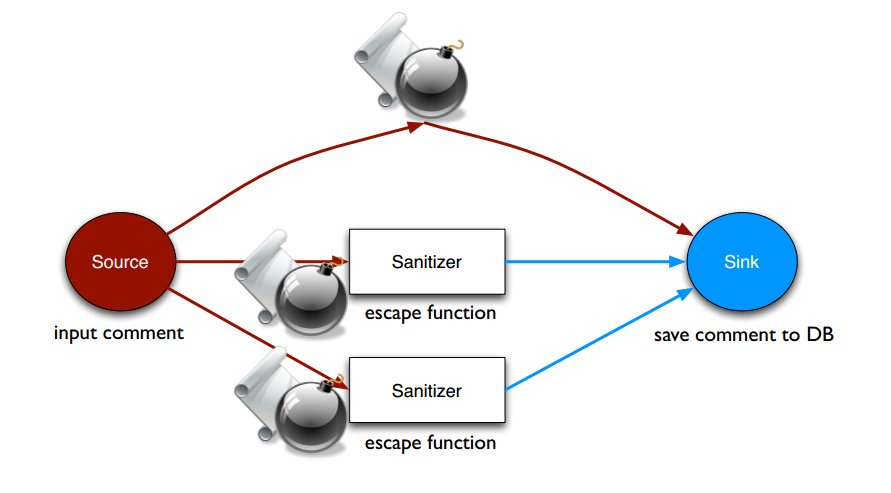 Source
input comment
Sanitizer
escape function
Sanitizer
escape function
Sink
save comment to DB